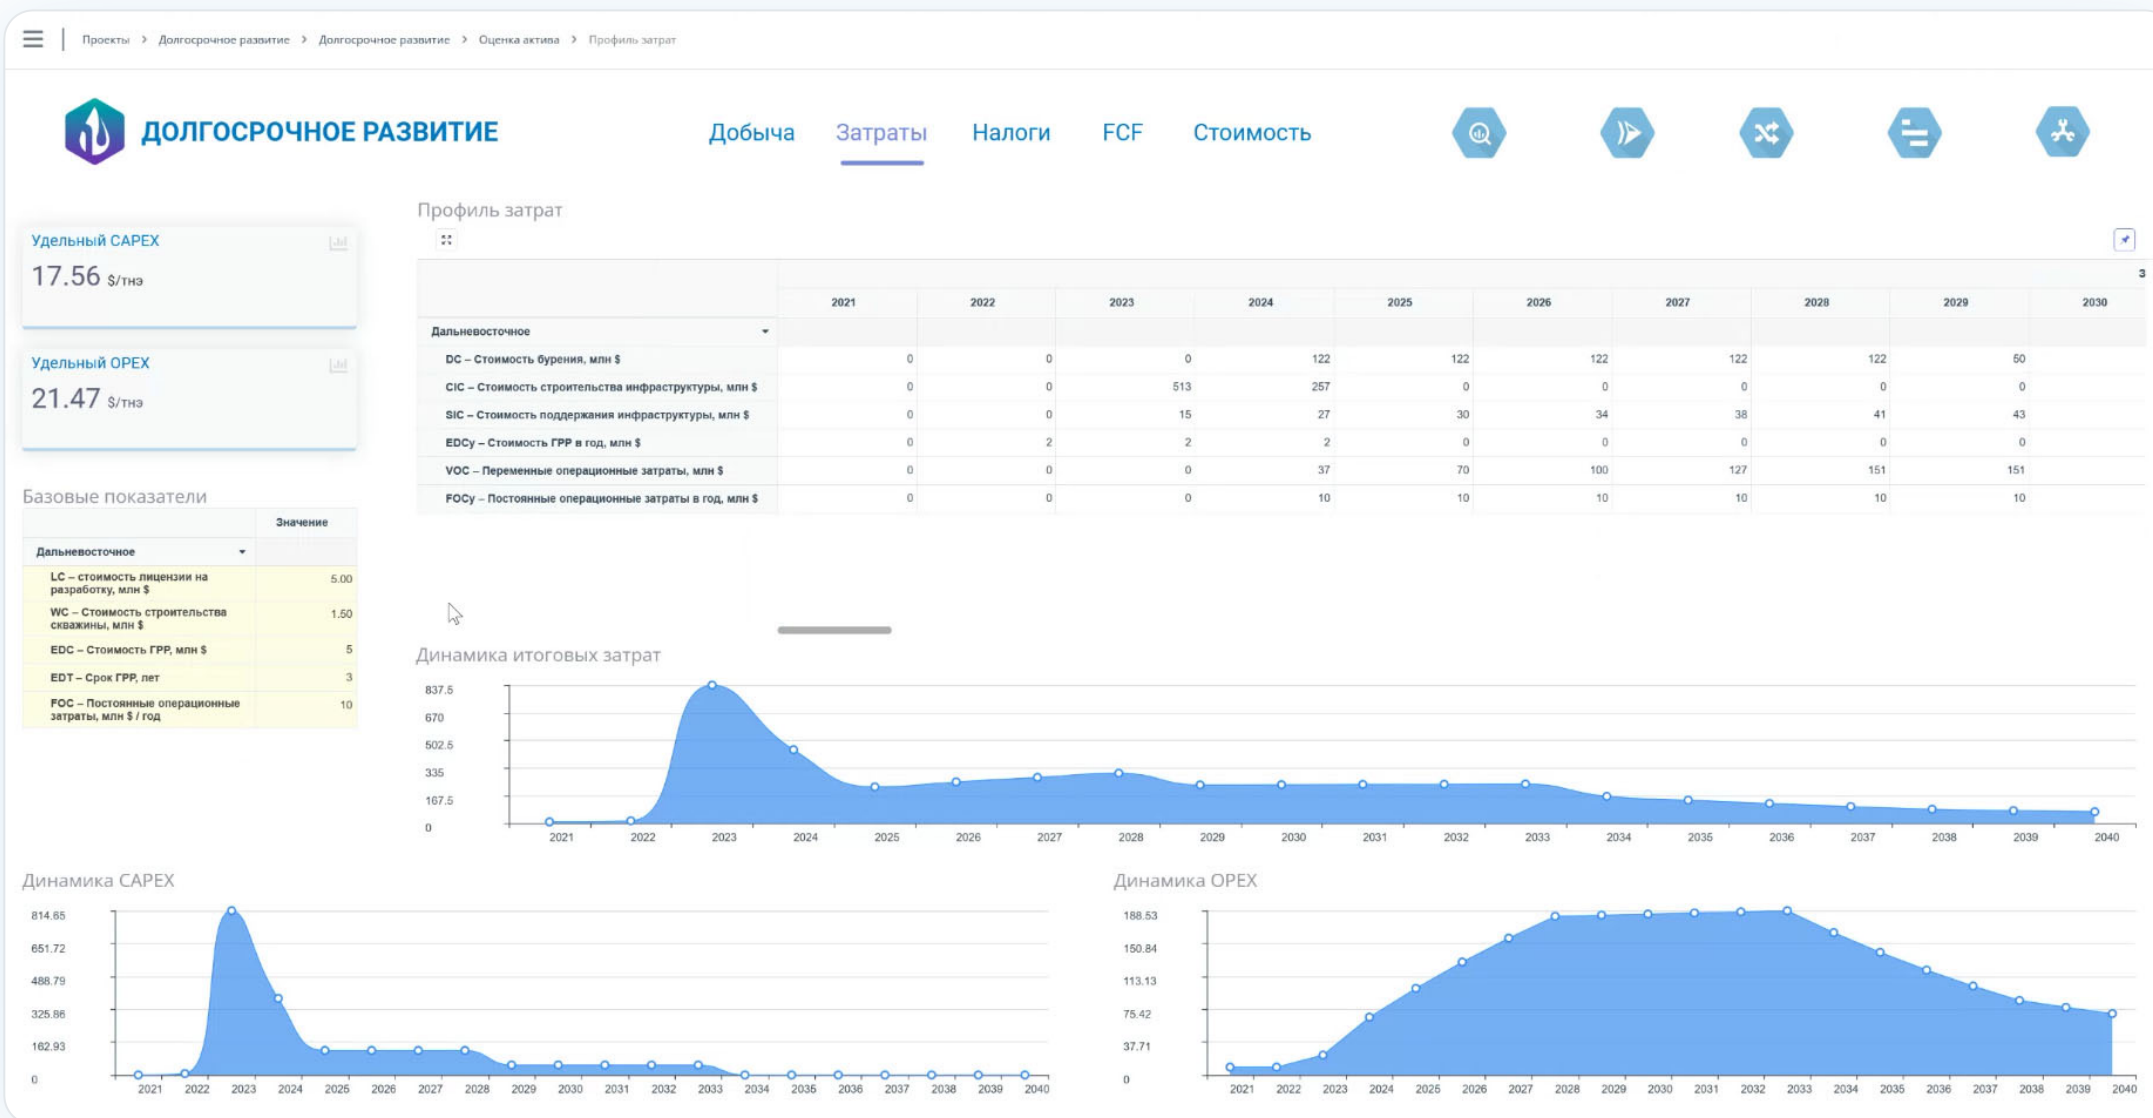 Проекты > Долгосрочное развитие > Долгосрочное развитие > Оценка актива > Профиль затрат
ДОЛГОСРОЧНОЕ РАЗВИТИЕ
Добыча Затраты Налоги FCF Стоимость
Удельный CAPEX
17.56 $/тнэ
Удельный OPEX
21.47 $/тнэ
Базовые показатели
Значение
Дальневосточное
LC – стоимость лицензии на
разработку, млн $ 5.00
WC – Стоимость строительства
скважины, млн $ 1.50
EDC – Стоимость ГРР, млн $ 5
EDT – Срок ГРР, лет 3
FOC – Постоянные операционные
затраты, млн $ / год 10
Профиль затрат
З
2021 2022 2023 2024 2025 2026 2027 2028 2029 2030
Дальневосточное
DC – Стоимость бурения, млн $ 0 0 0 122 122 122 122 122 50
CIC – Стоимость строительства инфраструктуры, млн $ 0 0 513 257 0 0 0 0 0
SIC – Стоимость поддержания инфраструктуры, млн $ 0 0 15 27 30 34 38 41 43
EDCy – Стоимость ГРР в год, млн $ 0 2 2 2 0 0 0 0 0
VOC – Переменные операционные затраты, млн $ 0 0 0 37 70 100 127 151 151
FOCy – Постоянные операционные затраты в год, млн $ 0 0 0 10 10 10 10 10 10
Динамика итоговых затрат
837.5
670
502.5
335
167.5
0
2021 2022 2023 2024 2025 2026 2027 2028 2029 2030 2031 2032 2033 2034 2035 2036 2037 2038 2039 2040
Динамика CAPEX
814.65
651.72
488.79
325.86
162.93
0
2021 2022 2023 2024 2025 2026 2027 2028 2029 2030 2031 2032 2033 2034 2035 2036 2037 2038 2039 2040
Динамика OPEX
188.53
150.84
113.13
75.42
37.71
0
2021 2022 2023 2024 2025 2026 2027 2028 2029 2030 2031 2032 2033 2034 2035 2036 2037 2038 2039 2040